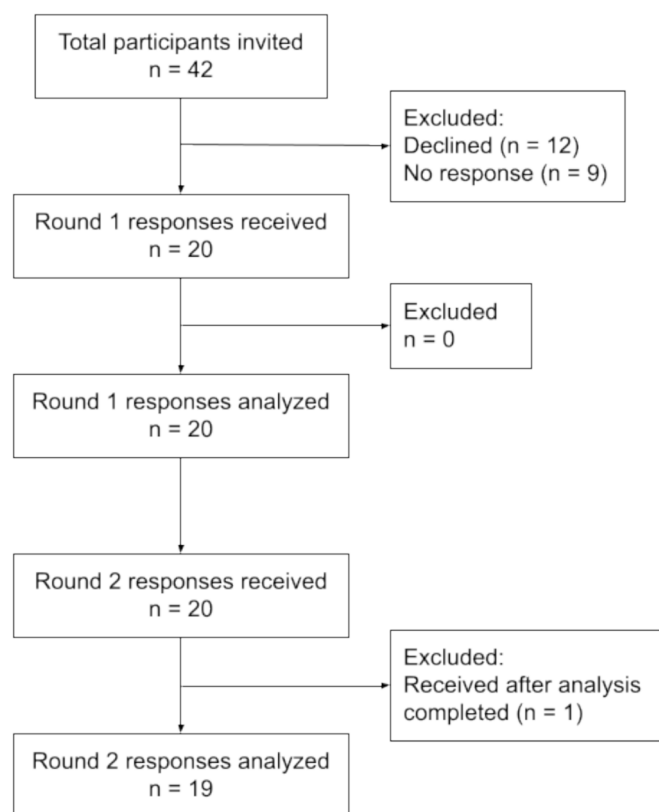 Total participants invited
n = 42
Excluded:
Declined (n = 12)
No response (n = 9)
Round 1 responses received
n = 20
Excluded
n = 0
Round 1 responses analyzed
n = 20
Round 2 responses received
n = 20
Excluded:
Received after analysis
completed (n = 1)
Round 2 responses analyzed
n = 19